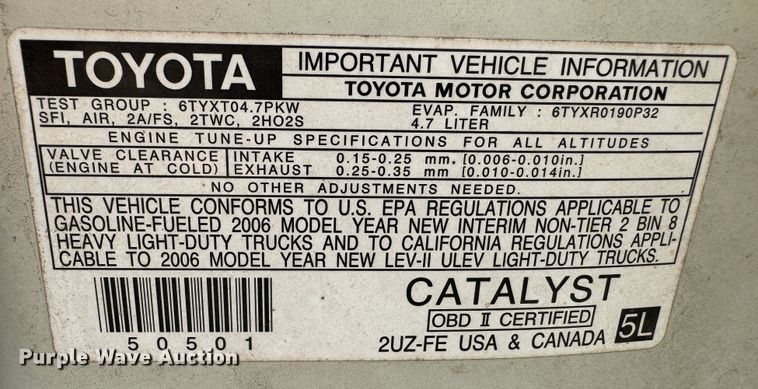 TOYOTA
IMPORTANT VEHICLE INFORMATION
TOYOTA MOTOR CORPORATION
TEST GROUP : 6TYXT04.7PKW
EVAP. FAMILY : 6TYXR0190P32
SFI, AIR, 2A/FS, 2TWC, 2HO2S
4.7 LITER
ENGINE TUNE-UP SPECIFICATIONS FOR ALL ALTITUDES
VALVE CLEARANCE
(ENGINE AT COLD)
INTAKE 0.15-0.25 mm. [0.006-0.010in.]
EXHAUST 0.25-0.35 mm [0.010-0.014in.]
NO OTHER ADJUSTMENTS NEEDED.
THIS VEHICLE CONFORMS TO U.S. EPA REGULATIONS APPLICABLE TO
GASOLINE-FUELED 2006 MODEL YEAR NEW INTERIM NON-TIER 2 BIN 8
HEAVY LIGHT-DUTY TRUCKS AND TO CALIFORNIA REGULATIONS APPLI-
CABLE TO 2006 MODEL YEAR NEW LEV-II ULEV LIGHT-DUTY TRUCKS.
CATALYST
OBD II CERTIFIED
5L
50501
2UZ-FE USA & CANADA
Purple Wave Auction